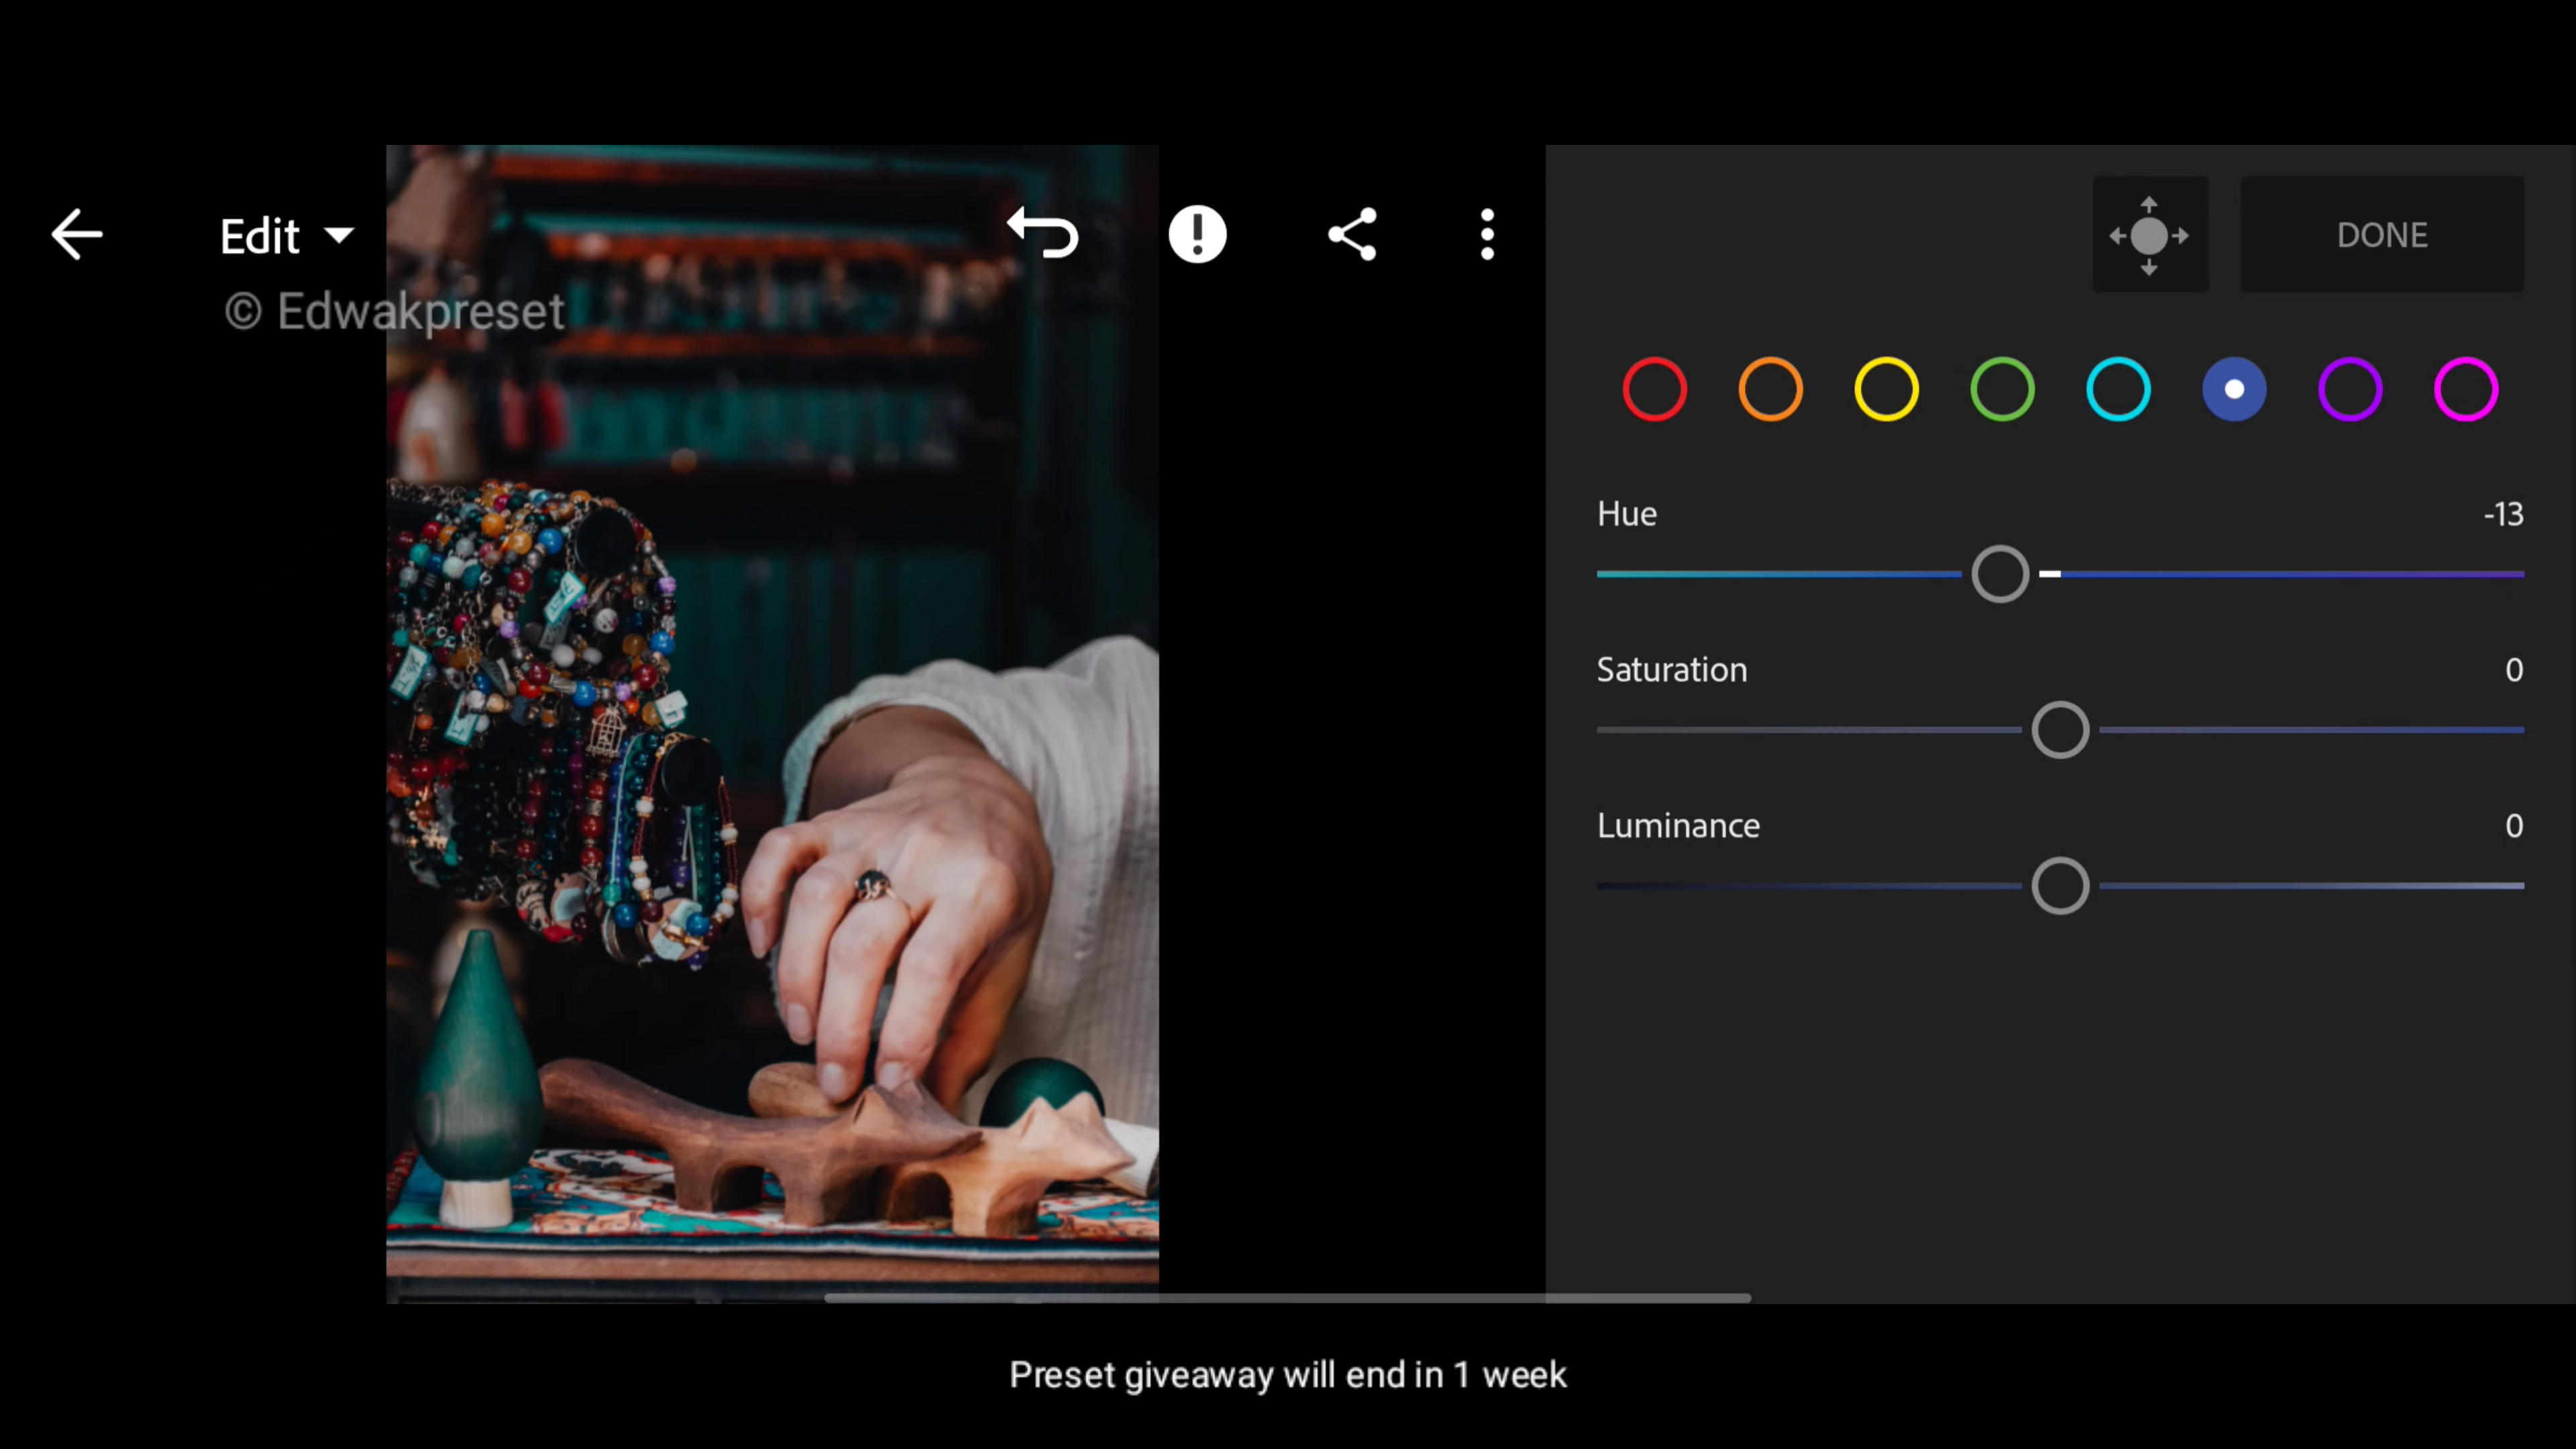 Edit
DONE
© Edwakpreset
Hue
-13
Saturation
0
Luminance
0
Preset giveaway will end in 1 week